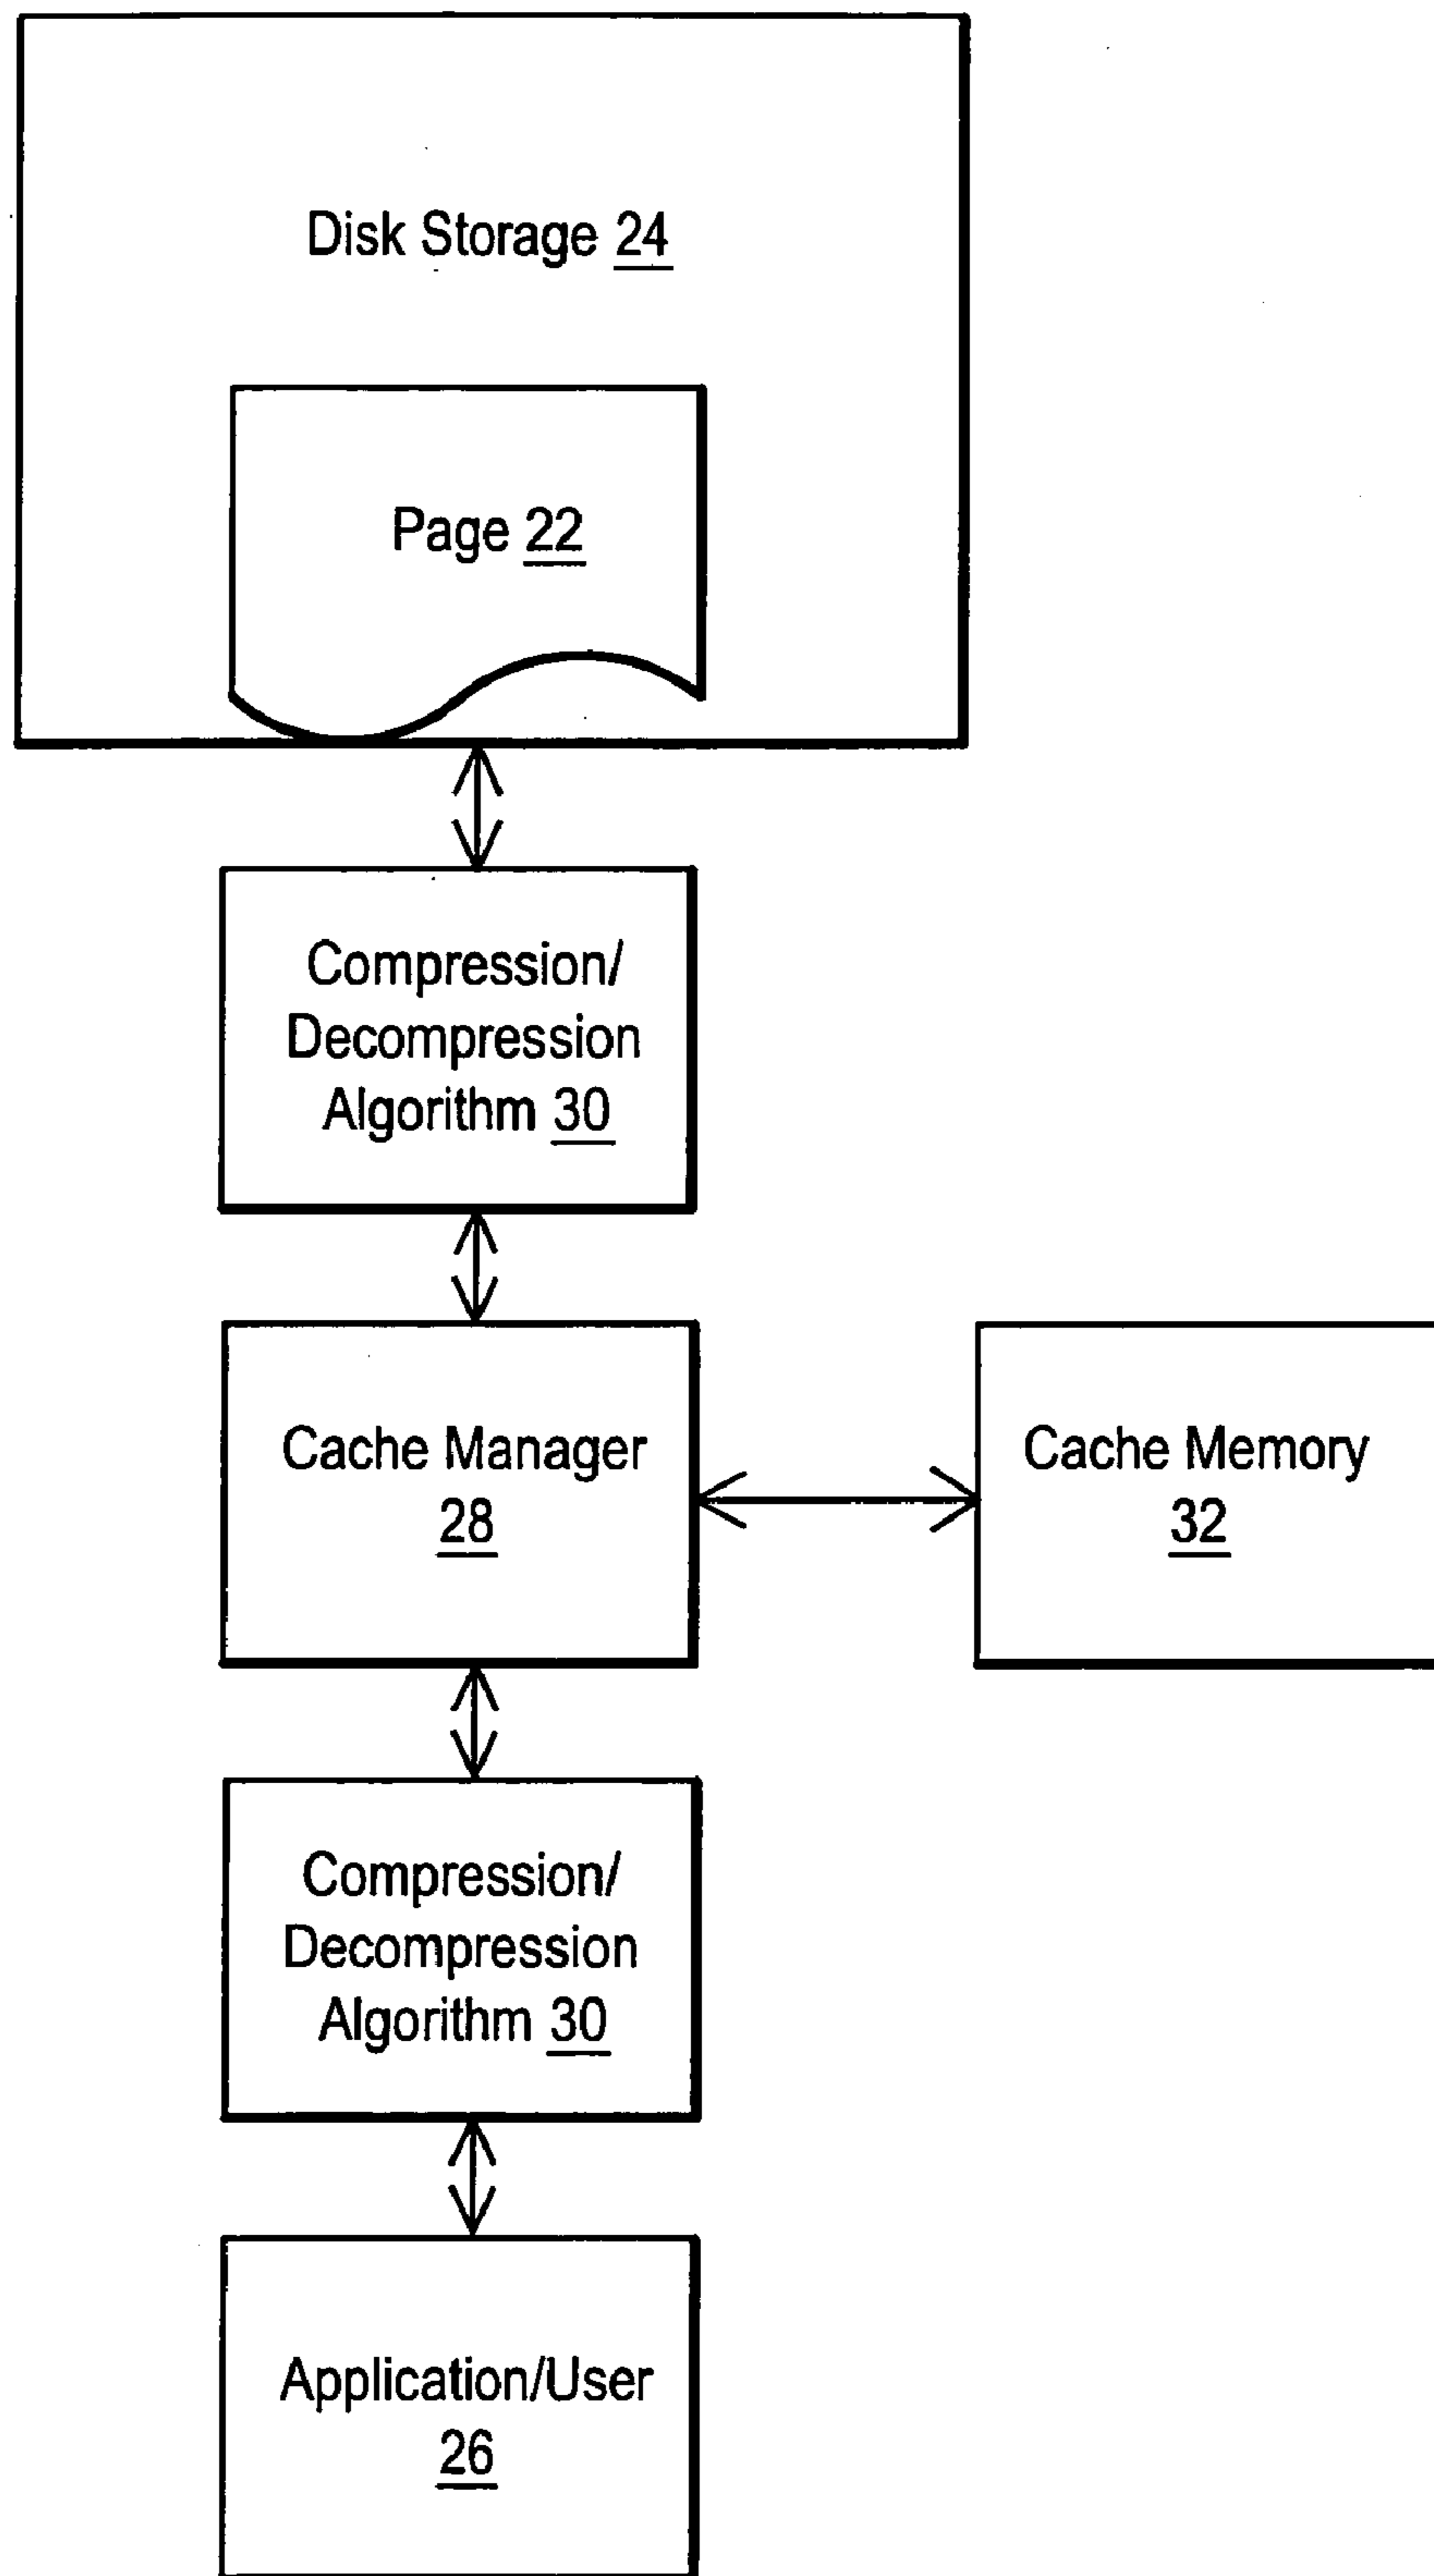 Disk Storage 24
Page 22
Compression/
Decompression
Algorithm 30
Cache Manager
28
Cache Memory
32
Compression/
Decompression
Algorithm 30
Application/User
26